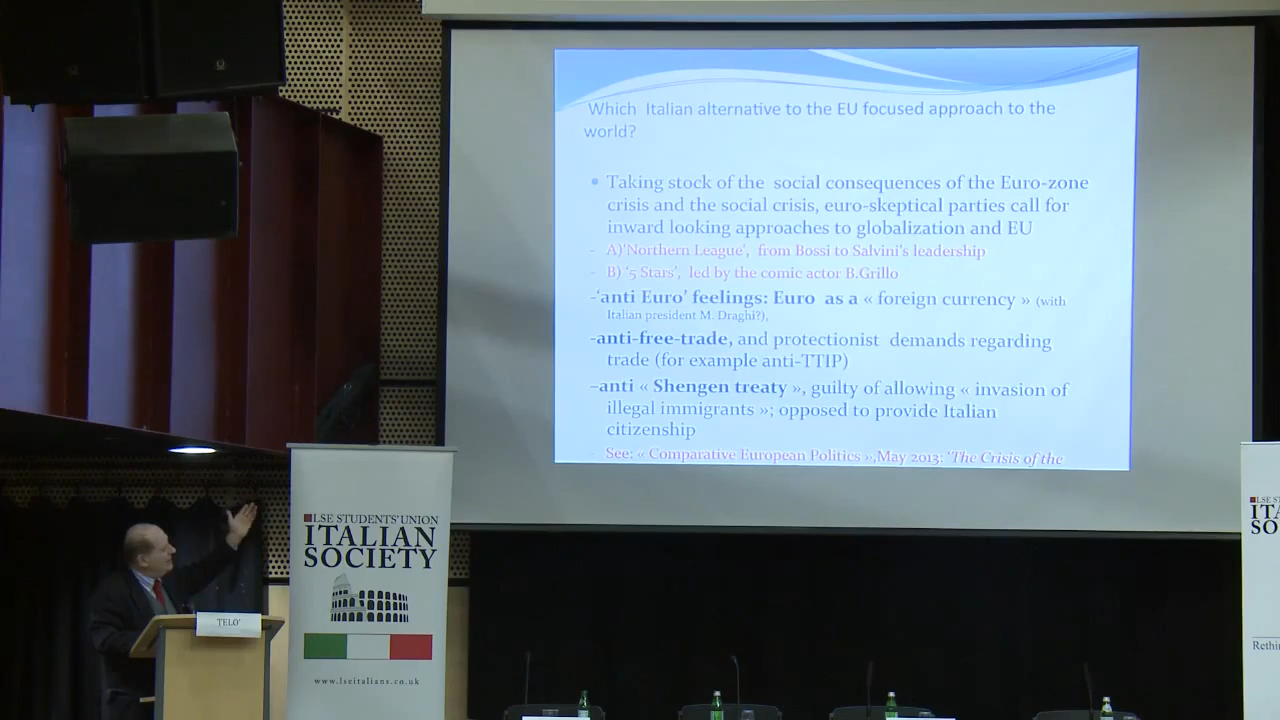 Which Italian alternative to the EU focused approach to the
world?
• Taking stock of the social consequences of the Euro-zone
crisis and the social crisis, euro-skeptical parties call for
inward looking approaches to globalization and EU
- A)'Northern League', from Bossi to Salvini's leadership
- B) '5 Stars', led by the comic actor B.Grillo
-'anti Euro' feelings: Euro as a « foreign currency » (with
Italian president M. Draghi?),
-anti-free-trade, and protectionist demands regarding
trade (for example anti-TTIP)
–anti « Shengen treaty », guilty of allowing « invasion of
illegal immigrants »; opposed to provide Italian
citizenship
- See: « Comparative European Politics »,May 2013: 'The Crisis of the
LSE STUDENTS' UNION
ITALIAN
SOCIETY
www.lseitalians.co.uk
TELO'
LSE S
ITA
SO
Rethin